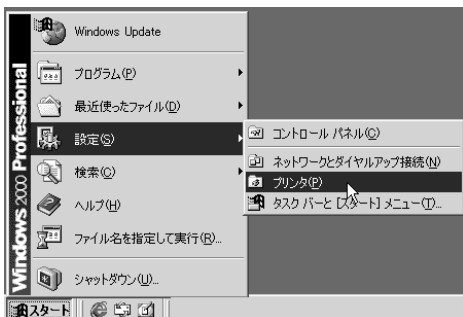 Windows 2000 Professional
Windows Update
プログラム(P)
最近使ったファイル(D)
設定(S)
検索(C)
ヘルプ(H)
ファイル名を指定して実行(R)...
シャットダウン(U)...
コントロール パネル(C)
ネットワークとダイヤルアップ接続(N)
プリンタ(P)
タスク バーと [スタート] メニュー(T)...
スタート